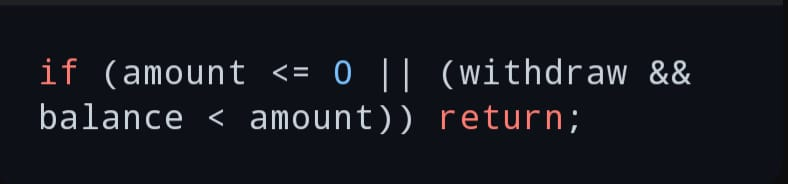 if (amount <= 0 || (withdraw &&
balance < amount)) return;